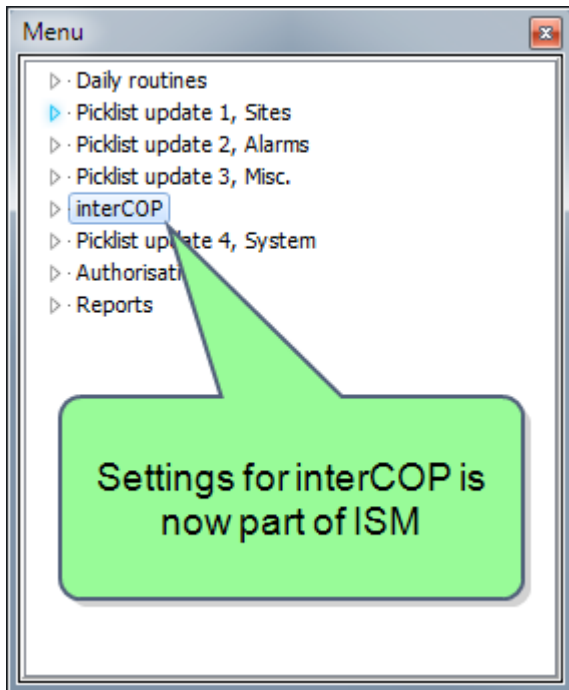 Menu
Daily routines
Picklist update 1, Sites
Picklist update 2, Alarms
Picklist update 3, Misc.
interCOP
Picklist update 4, System
Authorisati
Reports
Settings for interCOP is
now part of ISM